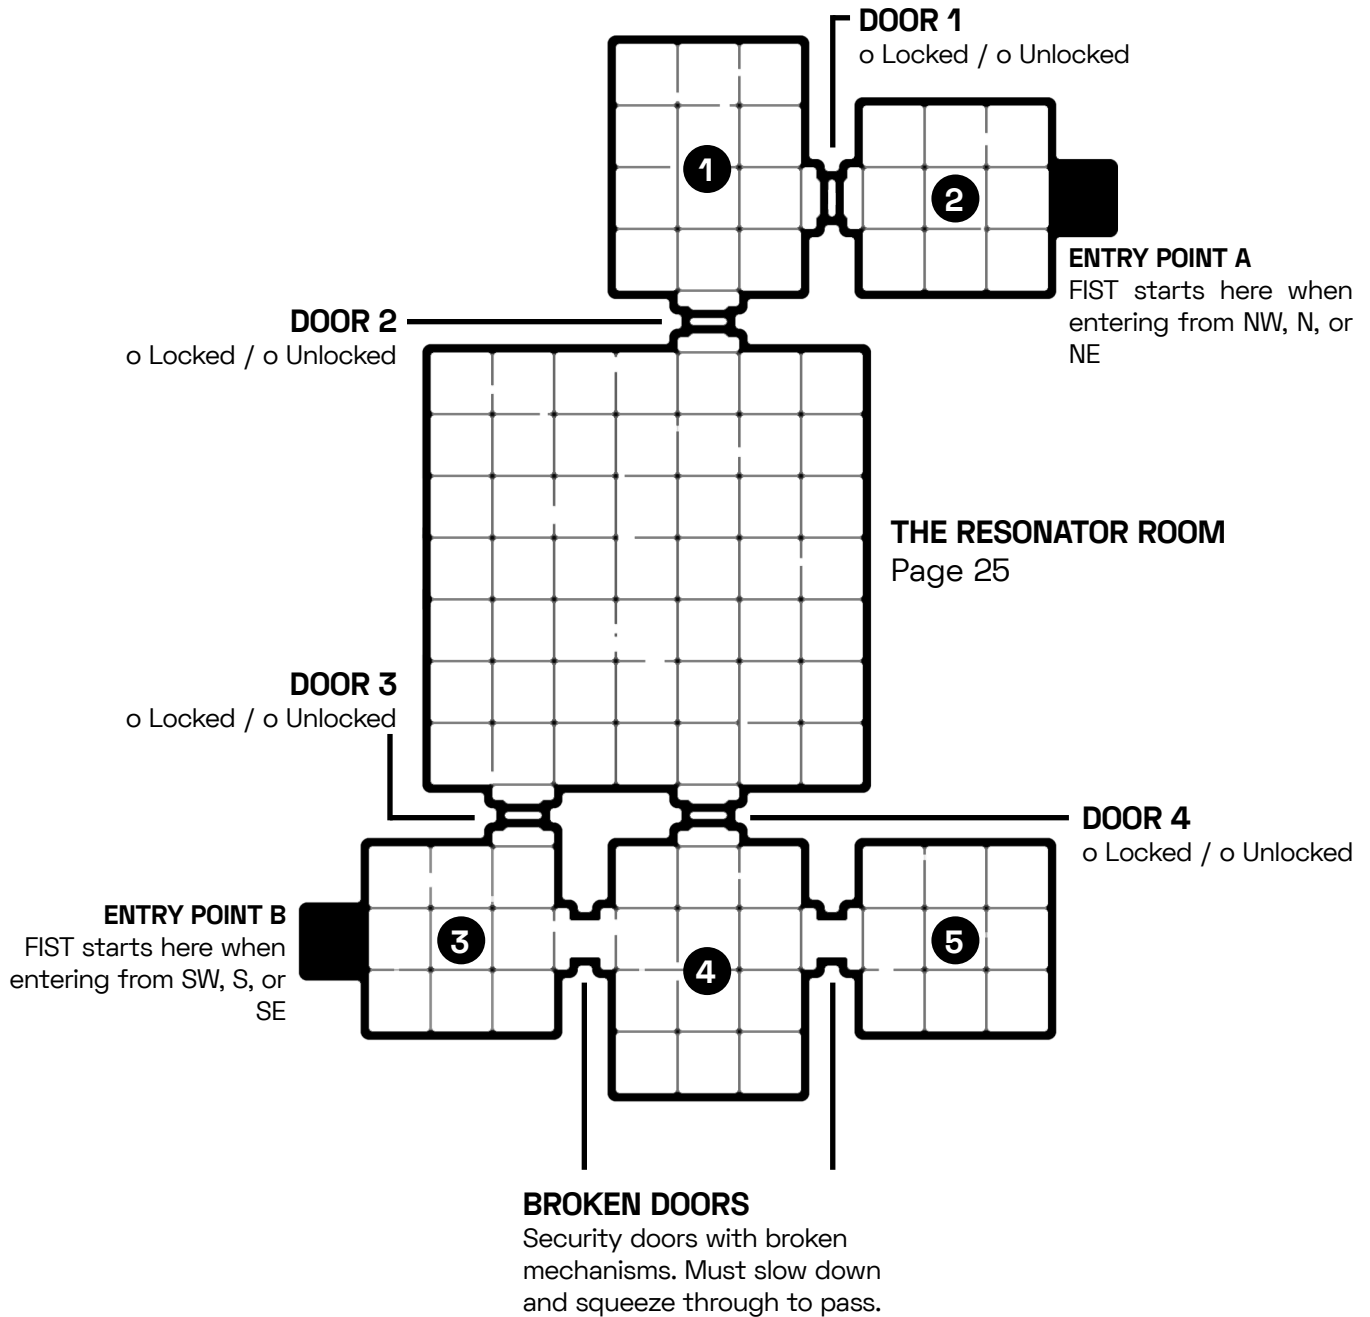 DOOR 1
o Locked / o Unlocked
1
2
ENTRY POINT A
FIST starts here when
entering from NW, N, or
NE
DOOR 2
o Locked / o Unlocked
THE RESONATOR ROOM
Page 25
DOOR 3
o Locked / o Unlocked
DOOR 4
o Locked / o Unlocked
ENTRY POINT B
FIST starts here when
entering from SW, S, or
SE
3
4
5
BROKEN DOORS
Security doors with broken
mechanisms. Must slow down
and squeeze through to pass.